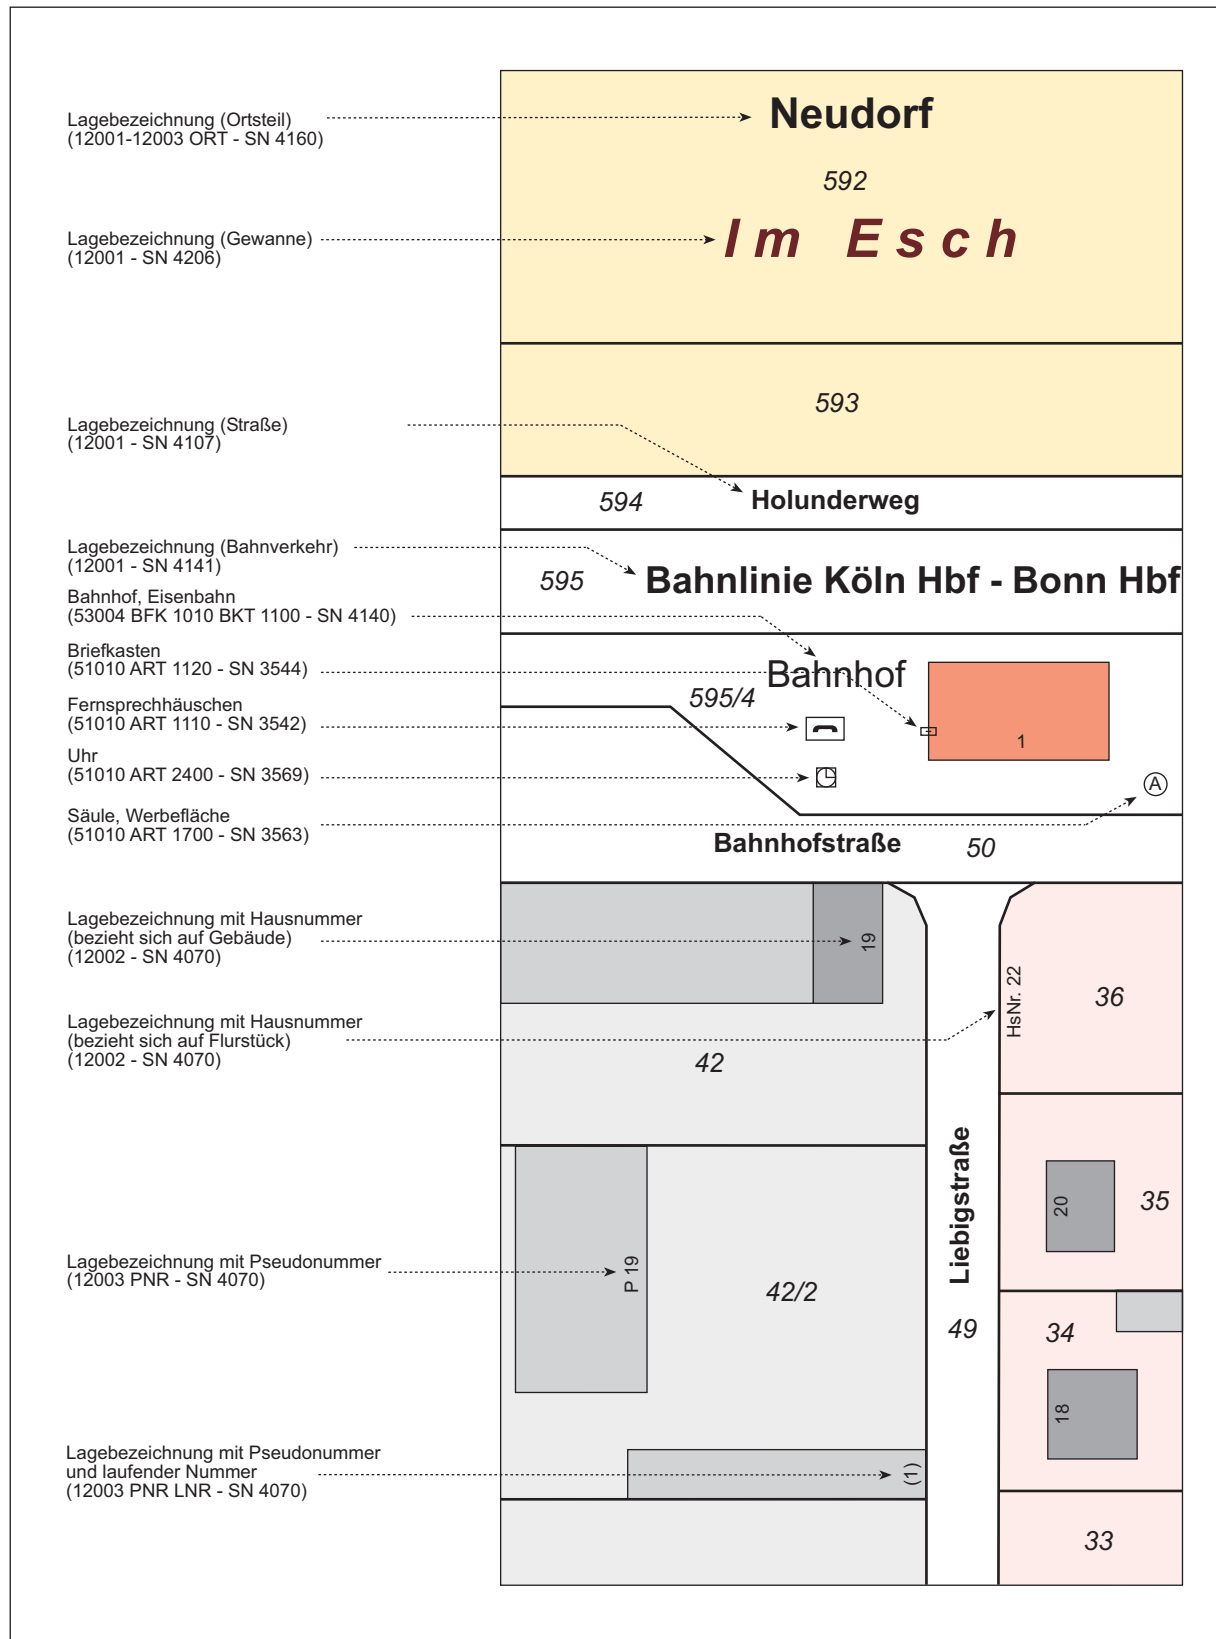 Lagebezeichnung (Ortsteil)
(12001-12003 ORT - SN 4160)
Neudorf
592
Lagebezeichnung (Gewanne)
(12001 - SN 4206)
Im Esch
593
Lagebezeichnung (Straße)
(12001 - SN 4107)
594
Holunderweg
Lagebezeichnung (Bahnverkehr)
(12001 - SN 4141)
595
Bahnlinie Köln Hbf - Bonn Hbf
Bahnhof, Eisenbahn
(53004 BFK 1010 BKT 1100 - SN 4140)
Briefkasten
(51010 ART 1120 - SN 3544)
Bahnhof
595/4
Fernsprechhäuschen
(51010 ART 1110 - SN 3542)
1
Uhr
(51010 ART 2400 - SN 3569)
A
Säule, Werbefläche
(51010 ART 1700 - SN 3563)
Bahnhofstraße
50
Lagebezeichnung mit Hausnummer
(bezieht sich auf Gebäude)
(12002 - SN 4070)
19
Lagebezeichnung mit Hausnummer
(bezieht sich auf Flurstück)
(12002 - SN 4070)
HsNr. 22
36
42
Liebigstraße
20
35
Lagebezeichnung mit Pseudonummer
(12003 PNR - SN 4070)
P 19
42/2
49
34
18
Lagebezeichnung mit Pseudonummer
und laufender Nummer
(12003 PNR LNR - SN 4070)
(1)
33